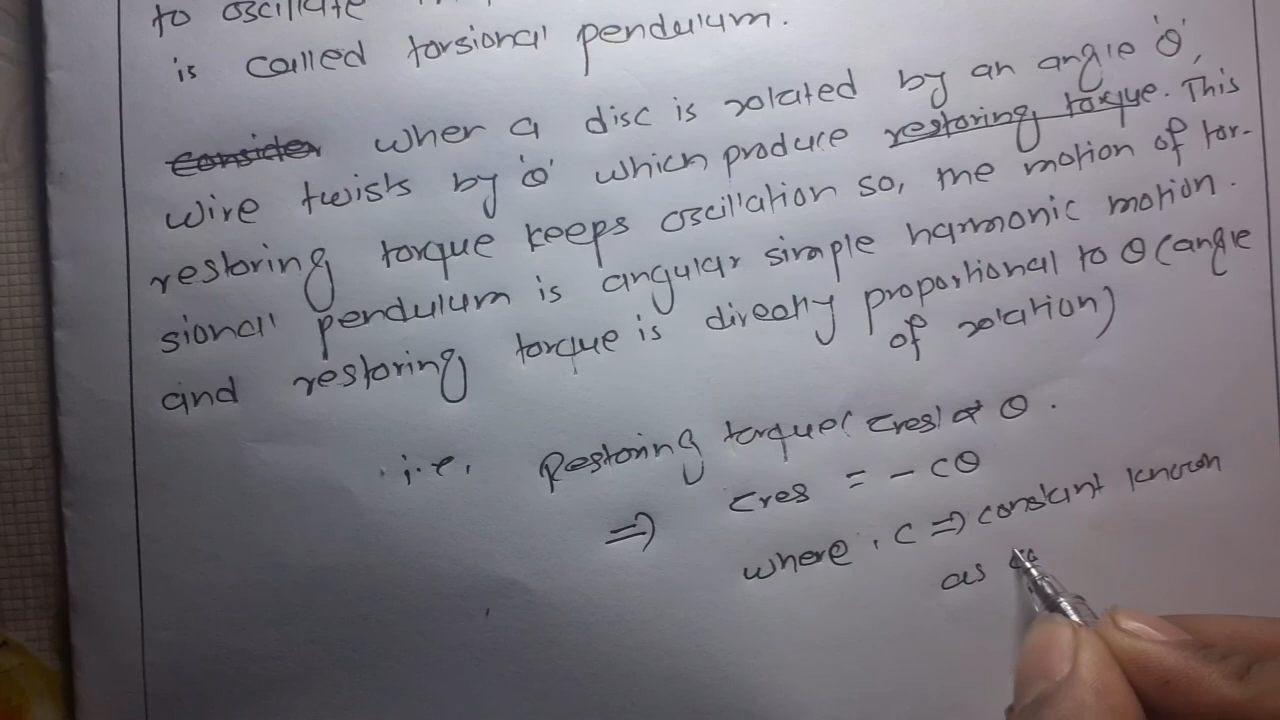 to oscillate
is called torsional pendulum.
Consider when a disc is rotated by an angle 'θ',
wire twists by 'θ' which produce restoring torque. This
restoring torque keeps oscillation so, the motion of tor-
sional pendulum is angular simple harmonic motion.
and restoring torque is directly proportional to θ (angle
of rotation)
i.e. Restoring torque (τres) α θ.
⇒ τres = - cθ
where, c ⇒ constant known
as